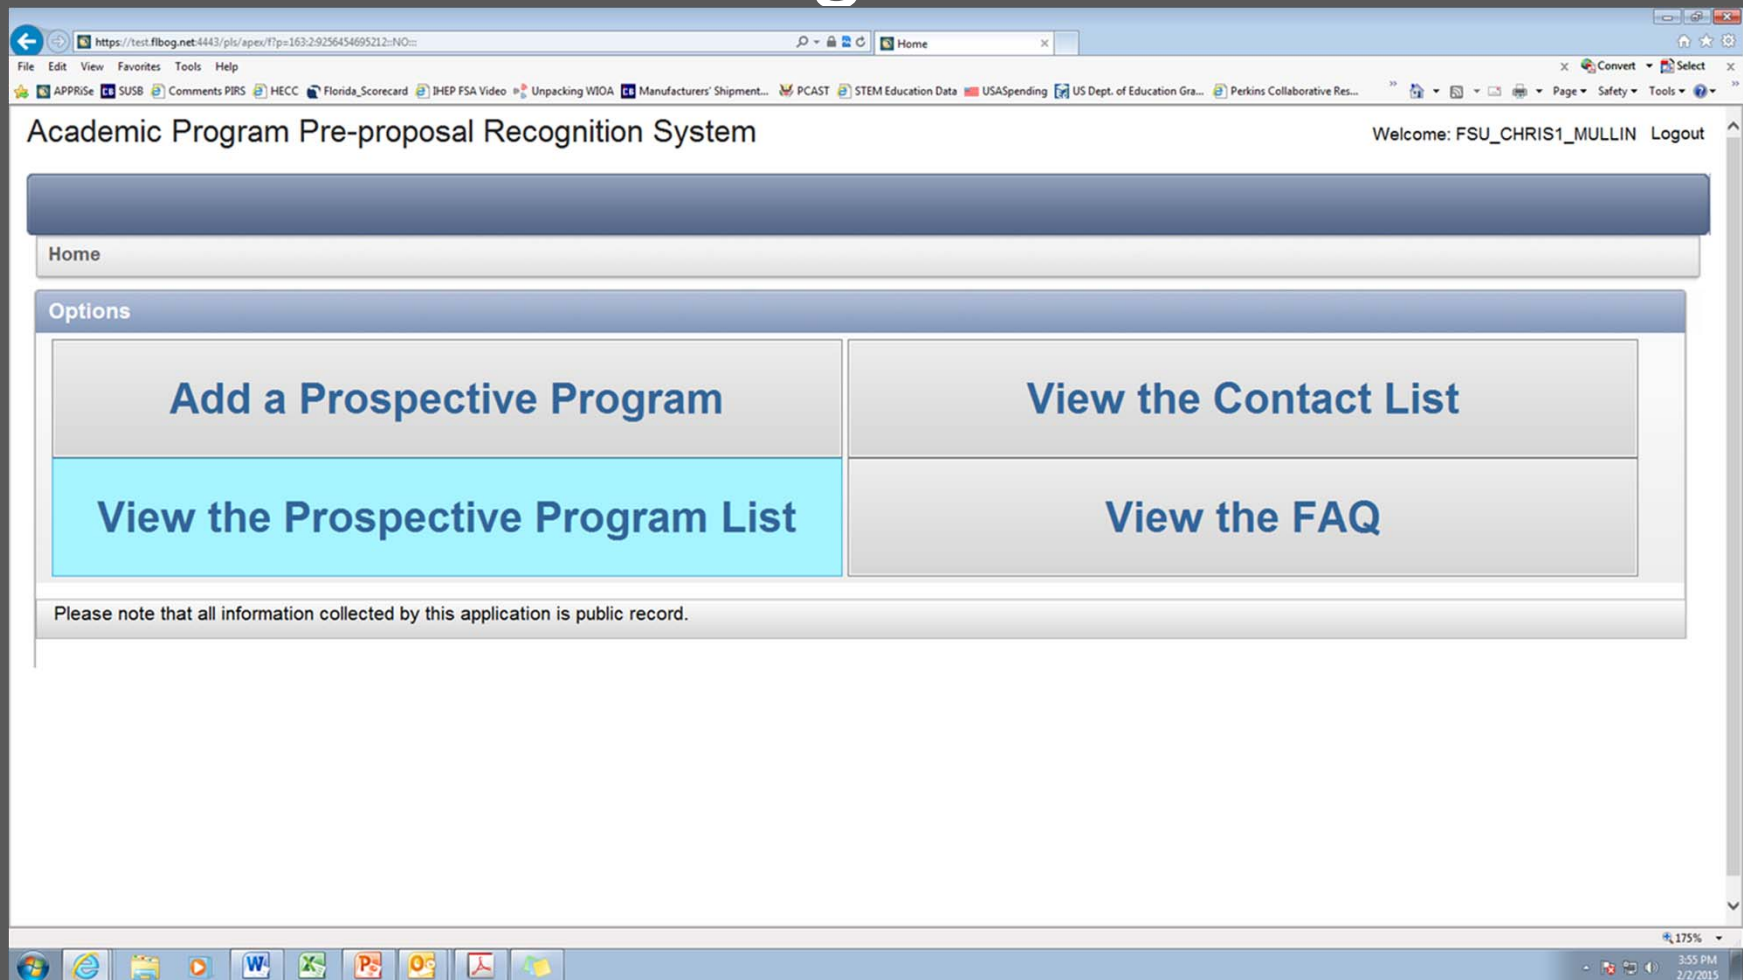 https://test.flbog.net:4443/pls/apex/f?p=163:2:9256454695212::NO:::
Home
File Edit View Favorites Tools Help
Convert Select
APPRiSe SUSB Comments PIRS HECC Florida_Scorecard IHEP FSA Video Unpacking WIOA Manufacturers' Shipment... PCAST STEM Education Data USASpending US Dept. of Education Gra... Perkins Collaborative Res... Page Safety Tools
Academic Program Pre-proposal Recognition System
Welcome: FSU_CHRIS1_MULLIN Logout
Home
Options
Add a Prospective Program
View the Contact List
View the Prospective Program List
View the FAQ
Please note that all information collected by this application is public record.
175%
3:55 PM
2/2/2015